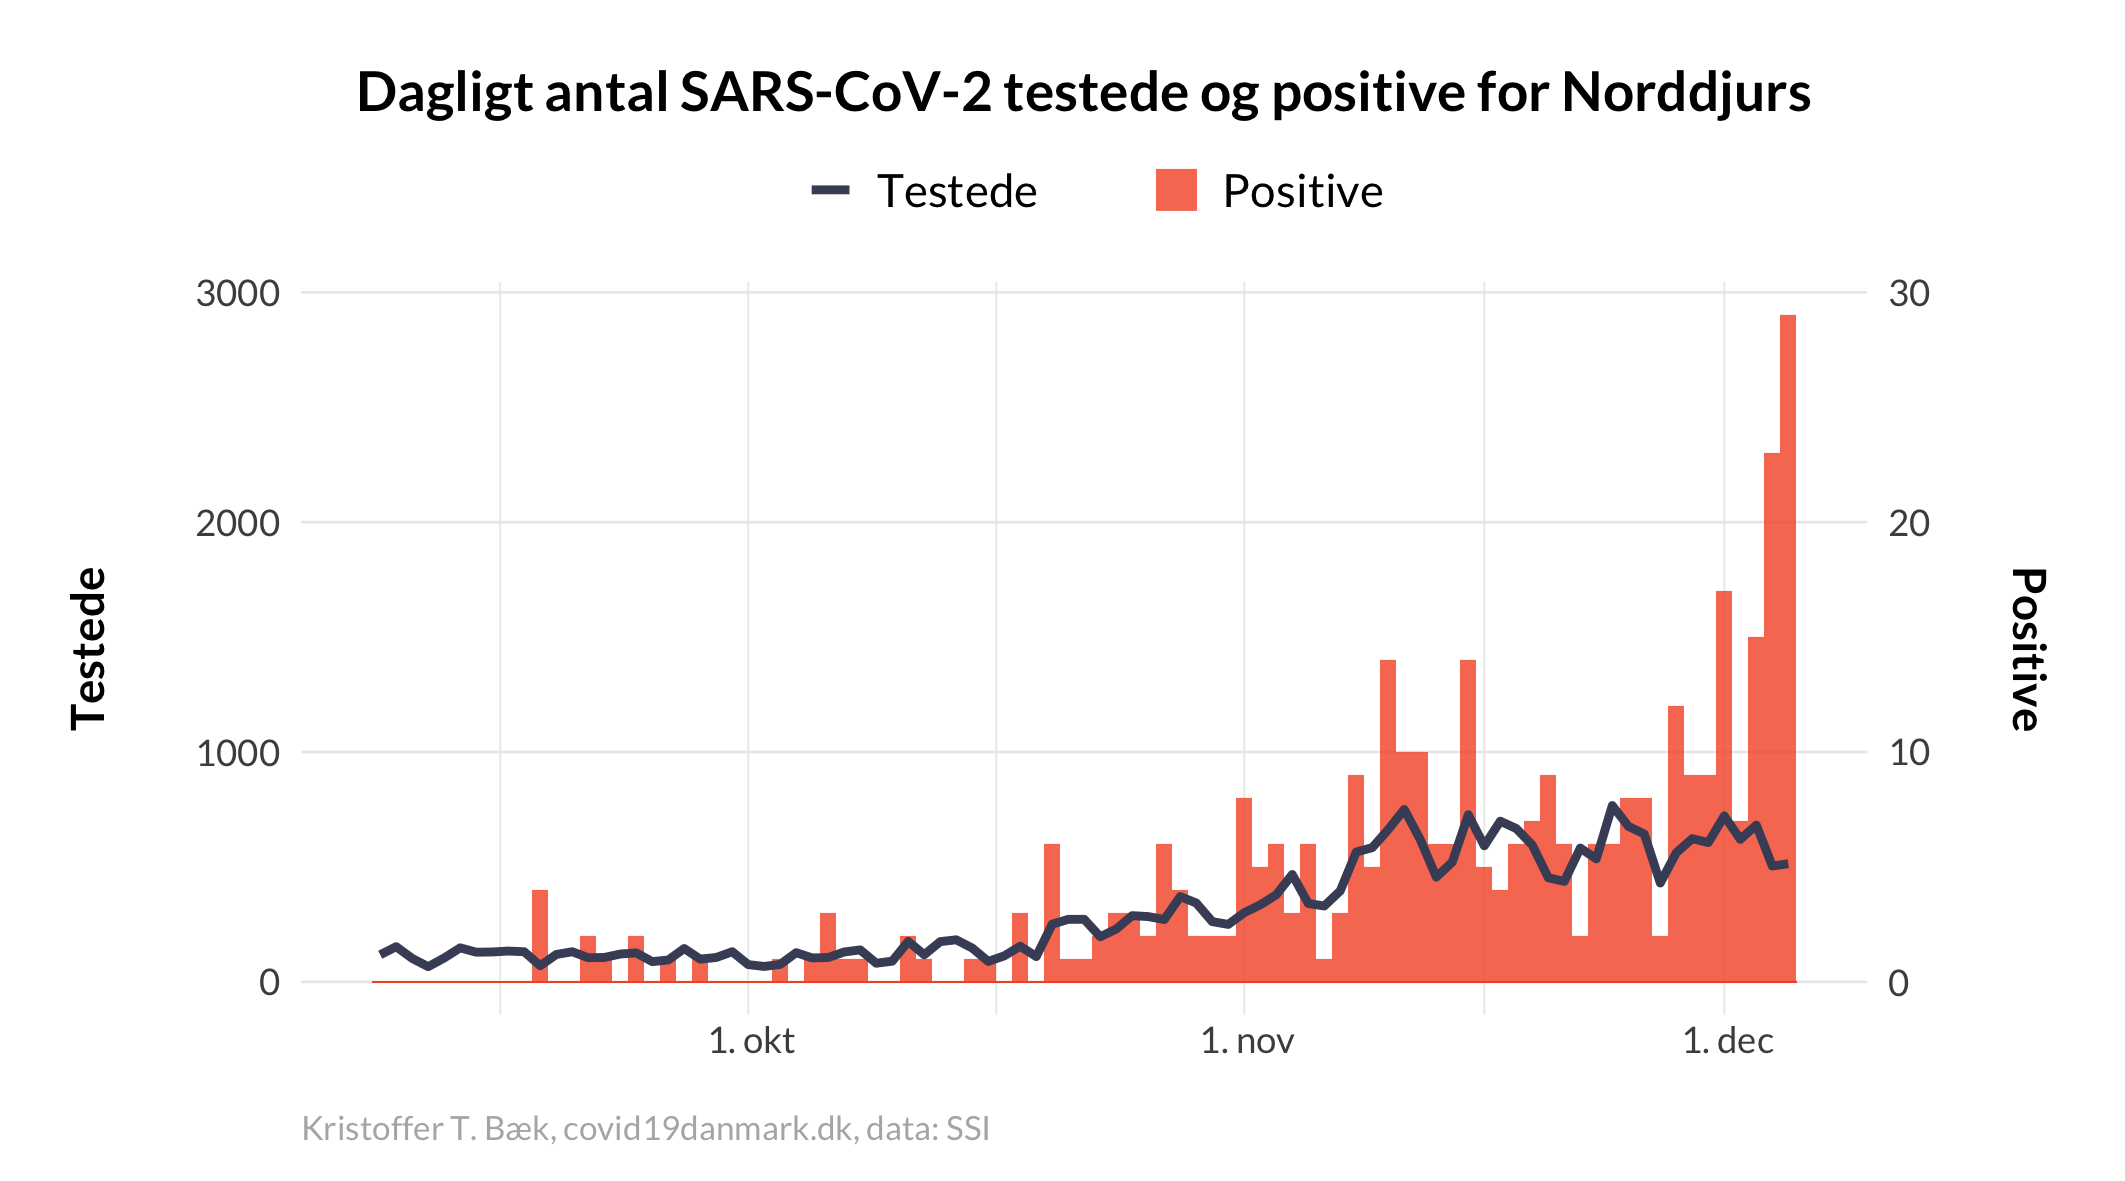 Dagligt antal SARS-CoV-2 testede og positive for Norddjurs
Testede
Positive
3000
2000
1000
0
Testede
30
20
10
0
Positive
1. okt
1. nov
1. dec
Kristoffer T. Bæk, covid19danmark.dk, data: SSI